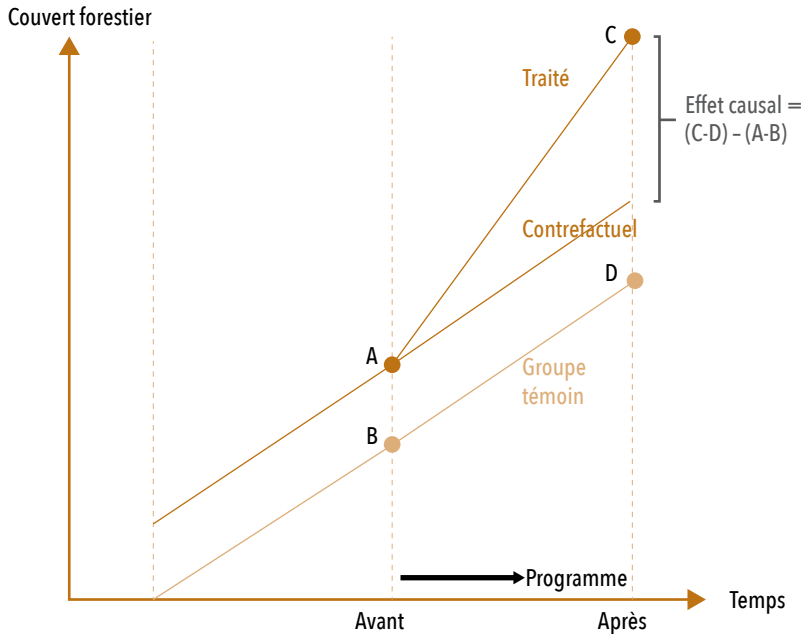 Couvert forestier
C
Traité
Effet causal =
(C-D) – (A-B)
Contrefactuel
D
A
Groupe
témoin
B
Programme
Temps
Avant
Après